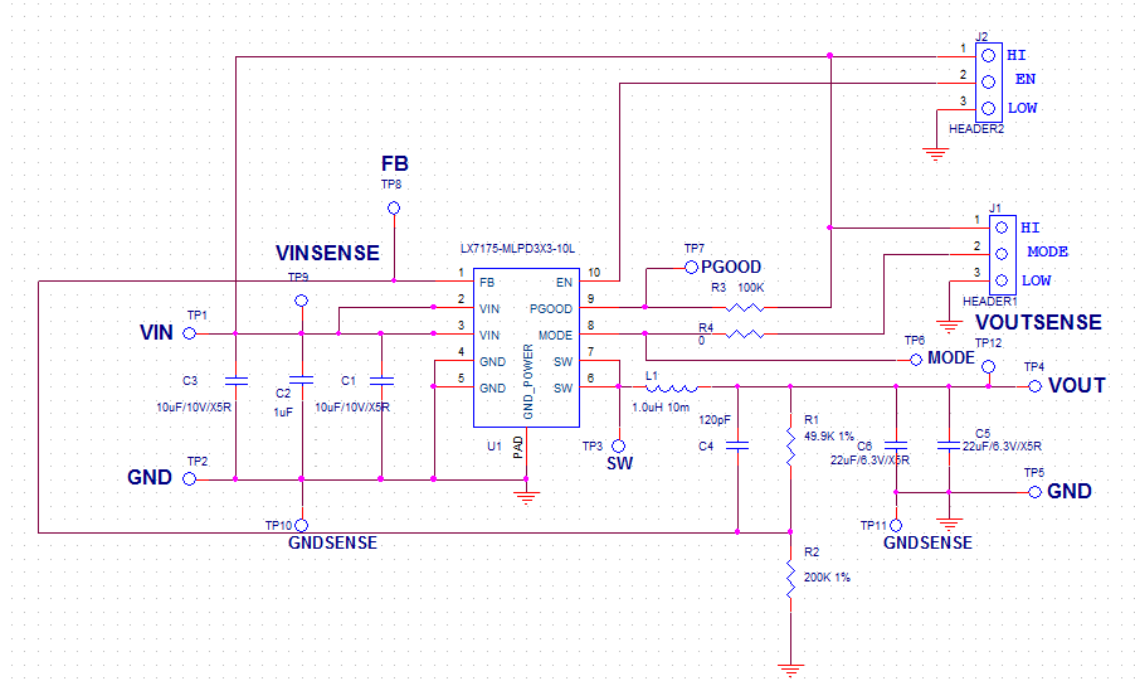 J2
1 HI
2 EN
3 LOW
HEADER2
FB
TP8
J1
1 HI
2 MODE
3 LOW
HEADER1
VINSENSE
TP9
LX7175-MLPD3X3-10L
TP7
PGOOD
R3 100K
1 FB EN 10
2 VIN PGOOD 9
3 VIN MODE 8
4 GND SW 7
5 GND SW 6
GND_POWER
U1
PAD
TP1
VIN
R4
0
VOUTSENSE
TP12
TP6
MODE
TP4
VOUT
C3
10uF/10V/X5R
C2
1uF
C1
10uF/10V/X5R
L1
1.0uH 10m
120pF
C4
R1
49.9K 1%
C6
22uF/6.3V/X5R
C5
22uF/6.3V/X5R
TP3
SW
TP2
GND
TP5
GND
TP10
GNDSENSE
TP11
GNDSENSE
R2
200K 1%